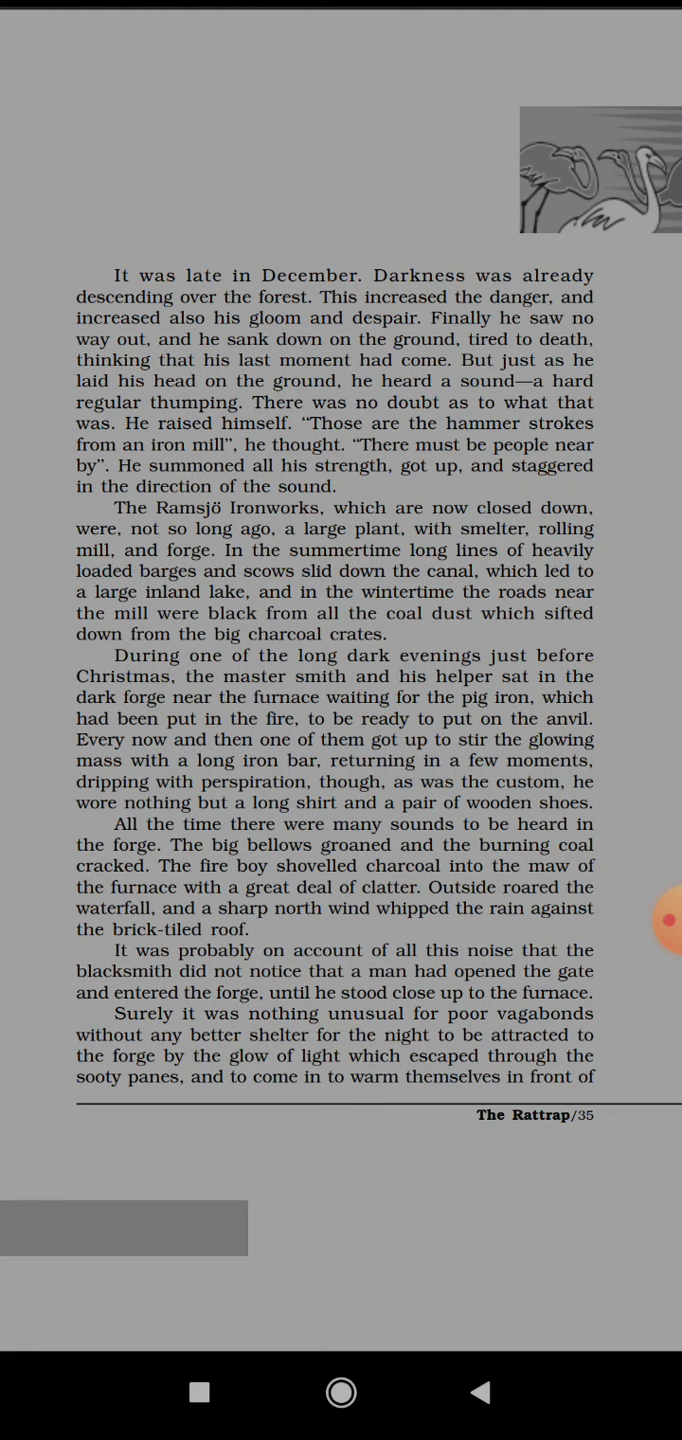 It was late in December. Darkness was already
descending over the forest. This increased the danger, and
increased also his gloom and despair. Finally he saw no
way out, and he sank down on the ground, tired to death,
thinking that his last moment had come. But just as he
laid his head on the ground, he heard a sound—a hard
regular thumping. There was no doubt as to what that
was. He raised himself. “Those are the hammer strokes
from an iron mill”, he thought. “There must be people near
by”. He summoned all his strength, got up, and staggered
in the direction of the sound.
The Ramsjö Ironworks, which are now closed down,
were, not so long ago, a large plant, with smelter, rolling
mill, and forge. In the summertime long lines of heavily
loaded barges and scows slid down the canal, which led to
a large inland lake, and in the wintertime the roads near
the mill were black from all the coal dust which sifted
down from the big charcoal crates.
During one of the long dark evenings just before
Christmas, the master smith and his helper sat in the
dark forge near the furnace waiting for the pig iron, which
had been put in the fire, to be ready to put on the anvil.
Every now and then one of them got up to stir the glowing
mass with a long iron bar, returning in a few moments,
dripping with perspiration, though, as was the custom, he
wore nothing but a long shirt and a pair of wooden shoes.
All the time there were many sounds to be heard in
the forge. The big bellows groaned and the burning coal
cracked. The fire boy shovelled charcoal into the maw of
the furnace with a great deal of clatter. Outside roared the
waterfall, and a sharp north wind whipped the rain against
the brick-tiled roof.
It was probably on account of all this noise that the
blacksmith did not notice that a man had opened the gate
and entered the forge, until he stood close up to the furnace.
Surely it was nothing unusual for poor vagabonds
without any better shelter for the night to be attracted to
the forge by the glow of light which escaped through the
sooty panes, and to come in to warm themselves in front of
The Rattrap/35